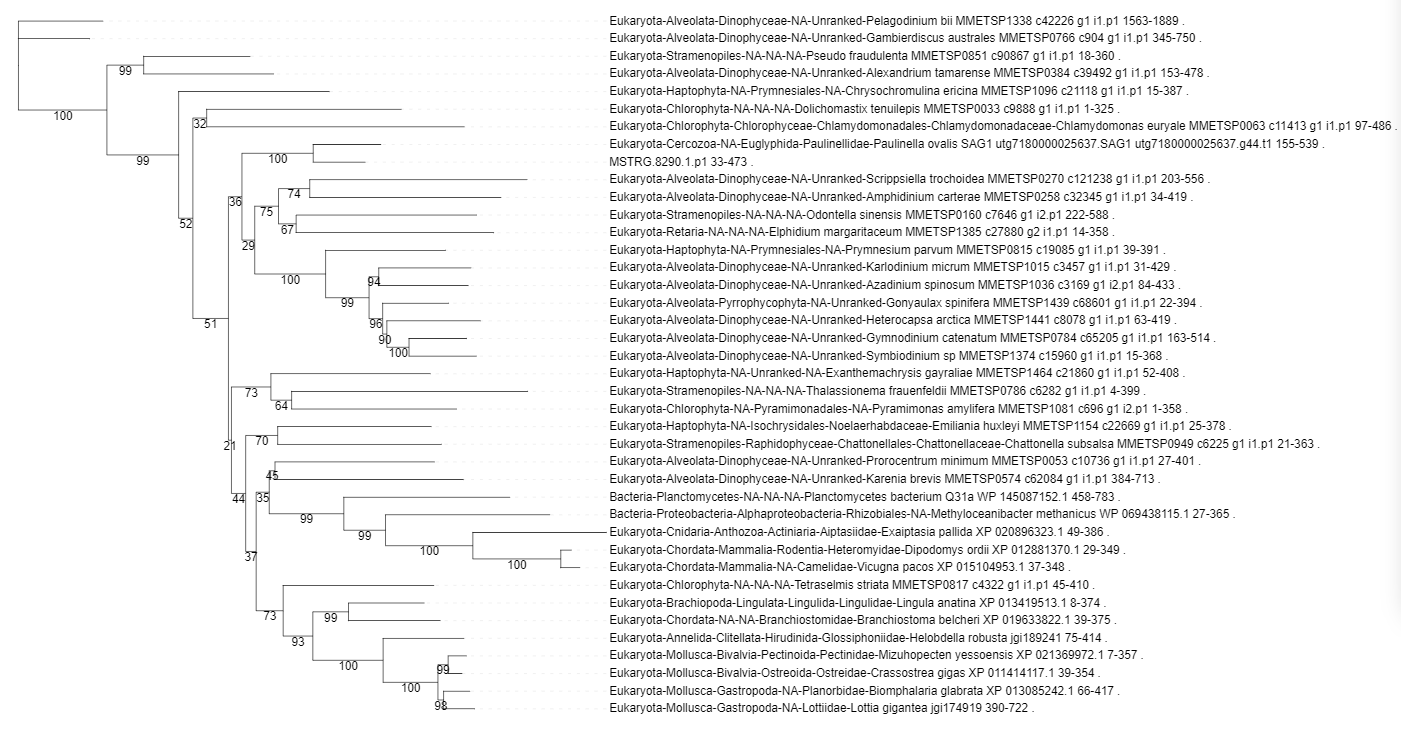 Eukaryota-Alveolata-Dinophyceae-NA-Unranked-Pelagodinium bii MMETSP1338 c42226 g1 i1.p1 1563-1889 .
Eukaryota-Alveolata-Dinophyceae-NA-Unranked-Gambierdiscus australes MMETSP0766 c904 g1 i1.p1 345-750 .
Eukaryota-Stramenopiles-NA-NA-NA-Pseudo fraudulenta MMETSP0851 c90867 g1 i1.p1 18-360 .
99
Eukaryota-Alveolata-Dinophyceae-NA-Unranked-Alexandrium tamarense MMETSP0384 c39492 g1 i1.p1 153-478 .
Eukaryota-Haptophyta-NA-Prymnesiales-NA-Chrysochromulina ericina MMETSP1096 c21118 g1 i1.p1 15-387 .
Eukaryota-Chlorophyta-NA-NA-NA-Dolichomastix tenuilepis MMETSP0033 c9888 g1 i1.p1 1-325 .
100
32
Eukaryota-Chlorophyta-Chlorophyceae-Chlamydomonadales-Chlamydomonadaceae-Chlamydomonas euryale MMETSP0063 c11413 g1 i1.p1 97-486 .
Eukaryota-Cercozoa-NA-Euglyphida-Paulinellidae-Paulinella ovalis SAG1 utg7180000025637.SAG1 utg7180000025637.g44.t1 155-539 .
99
100
MSTRG.8290.1.p1 33-473 .
Eukaryota-Alveolata-Dinophyceae-NA-Unranked-Scrippsiella trochoidea MMETSP0270 c121238 g1 i1.p1 203-556 .
74
Eukaryota-Alveolata-Dinophyceae-NA-Unranked-Amphidinium carterae MMETSP0258 c32345 g1 i1.p1 34-419 .
36
75
Eukaryota-Stramenopiles-NA-NA-NA-Odontella sinensis MMETSP0160 c7646 g1 i2.p1 222-588 .
52
67
Eukaryota-Retaria-NA-NA-NA-Elphidium margaritaceum MMETSP1385 c27880 g2 i1.p1 14-358 .
29
Eukaryota-Haptophyta-NA-Prymnesiales-NA-Prymnesium parvum MMETSP0815 c19085 g1 i1.p1 39-391 .
Eukaryota-Alveolata-Dinophyceae-NA-Unranked-Karlodinium micrum MMETSP1015 c3457 g1 i1.p1 31-429 .
100
94
Eukaryota-Alveolata-Dinophyceae-NA-Unranked-Azadinium spinosum MMETSP1036 c3169 g1 i2.p1 84-433 .
99
Eukaryota-Alveolata-Pyrrophycophyta-NA-Unranked-Gonyaulax spinifera MMETSP1439 c68601 g1 i1.p1 22-394 .
51
96
Eukaryota-Alveolata-Dinophyceae-NA-Unranked-Heterocapsa arctica MMETSP1441 c8078 g1 i1.p1 63-419 .
90
Eukaryota-Alveolata-Dinophyceae-NA-Unranked-Gymnodinium catenatum MMETSP0784 c65205 g1 i1.p1 163-514 .
100
Eukaryota-Alveolata-Dinophyceae-NA-Unranked-Symbiodinium sp MMETSP1374 c15960 g1 i1.p1 15-368 .
Eukaryota-Haptophyta-NA-Unranked-NA-Exanthemachrysis gayraliae MMETSP1464 c21860 g1 i1.p1 52-408 .
73
Eukaryota-Stramenopiles-NA-NA-NA-Thalassionema frauenfeldii MMETSP0786 c6282 g1 i1.p1 4-399 .
64
Eukaryota-Chlorophyta-NA-Pyramimonadales-NA-Pyramimonas amylifera MMETSP1081 c696 g1 i2.p1 1-358 .
Eukaryota-Haptophyta-NA-Isochrysidales-Noelaerhabdaceae-Emiliania huxleyi MMETSP1154 c22669 g1 i1.p1 25-378 .
21
70
Eukaryota-Stramenopiles-Raphidophyceae-Chattonellales-Chattonellaceae-Chattonella subsalsa MMETSP0949 c6225 g1 i1.p1 21-363 .
Eukaryota-Alveolata-Dinophyceae-NA-Unranked-Prorocentrum minimum MMETSP0053 c10736 g1 i1.p1 27-401 .
45
Eukaryota-Alveolata-Dinophyceae-NA-Unranked-Karenia brevis MMETSP0574 c62084 g1 i1.p1 384-713 .
44
35
Bacteria-Planctomycetes-NA-NA-NA-Planctomycetes bacterium Q31a WP 145087152.1 458-783 .
99
Bacteria-Proteobacteria-Alphaproteobacteria-Rhizobiales-NA-Methyloceanibacter methanicus WP 069438115.1 27-365 .
99
Eukaryota-Cnidaria-Anthozoa-Actiniaria-Aiptasiidae-Exaiptasia pallida XP 020896323.1 49-386 .
37
100
Eukaryota-Chordata-Mammalia-Rodentia-Heteromyidae-Dipodomys ordii XP 012881370.1 29-349 .
100
Eukaryota-Chordata-Mammalia-NA-Camelidae-Vicugna pacos XP 015104953.1 37-348 .
Eukaryota-Chlorophyta-NA-NA-NA-Tetraselmis striata MMETSP0817 c4322 g1 i1.p1 45-410 .
Eukaryota-Brachiopoda-Lingulata-Lingulida-Lingulidae-Lingula anatina XP 013419513.1 8-374 .
73
99
Eukaryota-Chordata-NA-NA-Branchiostomidae-Branchiostoma belcheri XP 019633822.1 39-375 .
93
Eukaryota-Annelida-Clitellata-Hirudinida-Glossiphoniidae-Helobdella robusta jgi189241 75-414 .
Eukaryota-Mollusca-Bivalvia-Pectinoida-Pectinidae-Mizuhopecten yessoensis XP 021369972.1 7-357 .
100
99
Eukaryota-Mollusca-Bivalvia-Ostreoida-Ostreidae-Crassostrea gigas XP 011414117.1 39-354 .
100
Eukaryota-Mollusca-Gastropoda-NA-Planorbidae-Biomphalaria glabrata XP 013085242.1 66-417 .
98
Eukaryota-Mollusca-Gastropoda-NA-Lottiidae-Lottia gigantea jgi174919 390-722 .